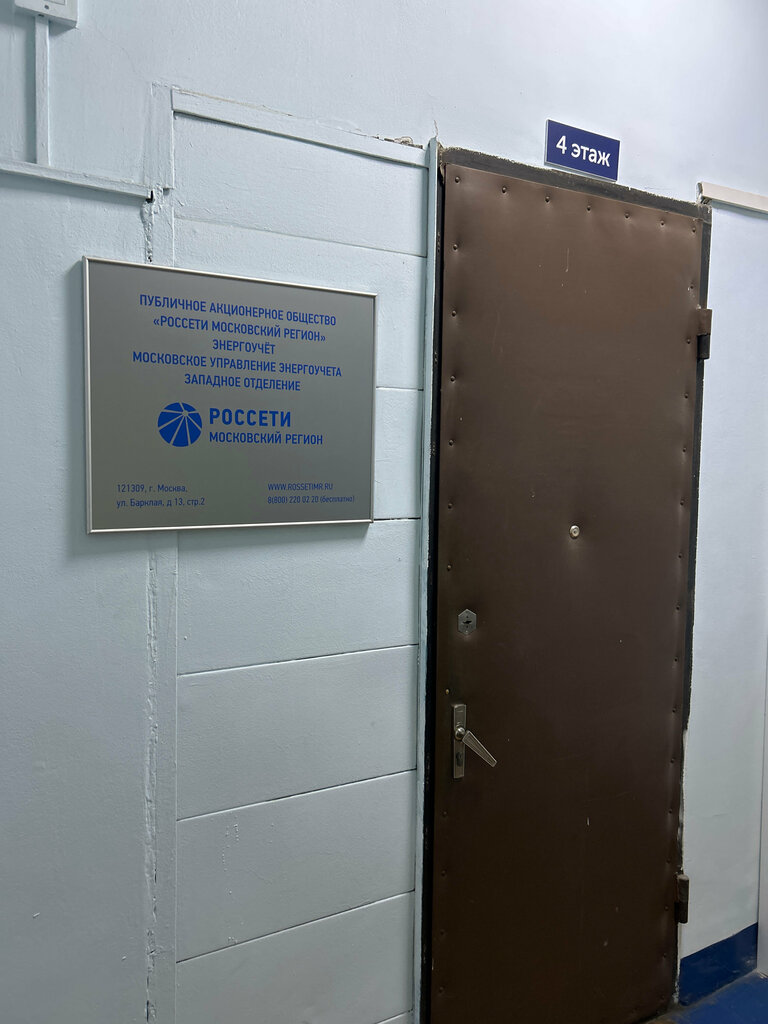 4 этаж
ПУБЛИЧНОЕ АКЦИОНЕРНОЕ ОБЩЕСТВО
«РОССЕТИ МОСКОВСКИЙ РЕГИОН»
ЭНЕРГОУЧЁТ
МОСКОВСКОЕ УПРАВЛЕНИЕ ЭНЕРГОУЧЕТА
ЗАПАДНОЕ ОТДЕЛЕНИЕ
РОССЕТИ
МОСКОВСКИЙ РЕГИОН
121309, г. Москва,
ул. Барклая, д 13, стр.2
WWW.ROSSETIMR.RU
8(800) 220 02 20 (бесплатно)